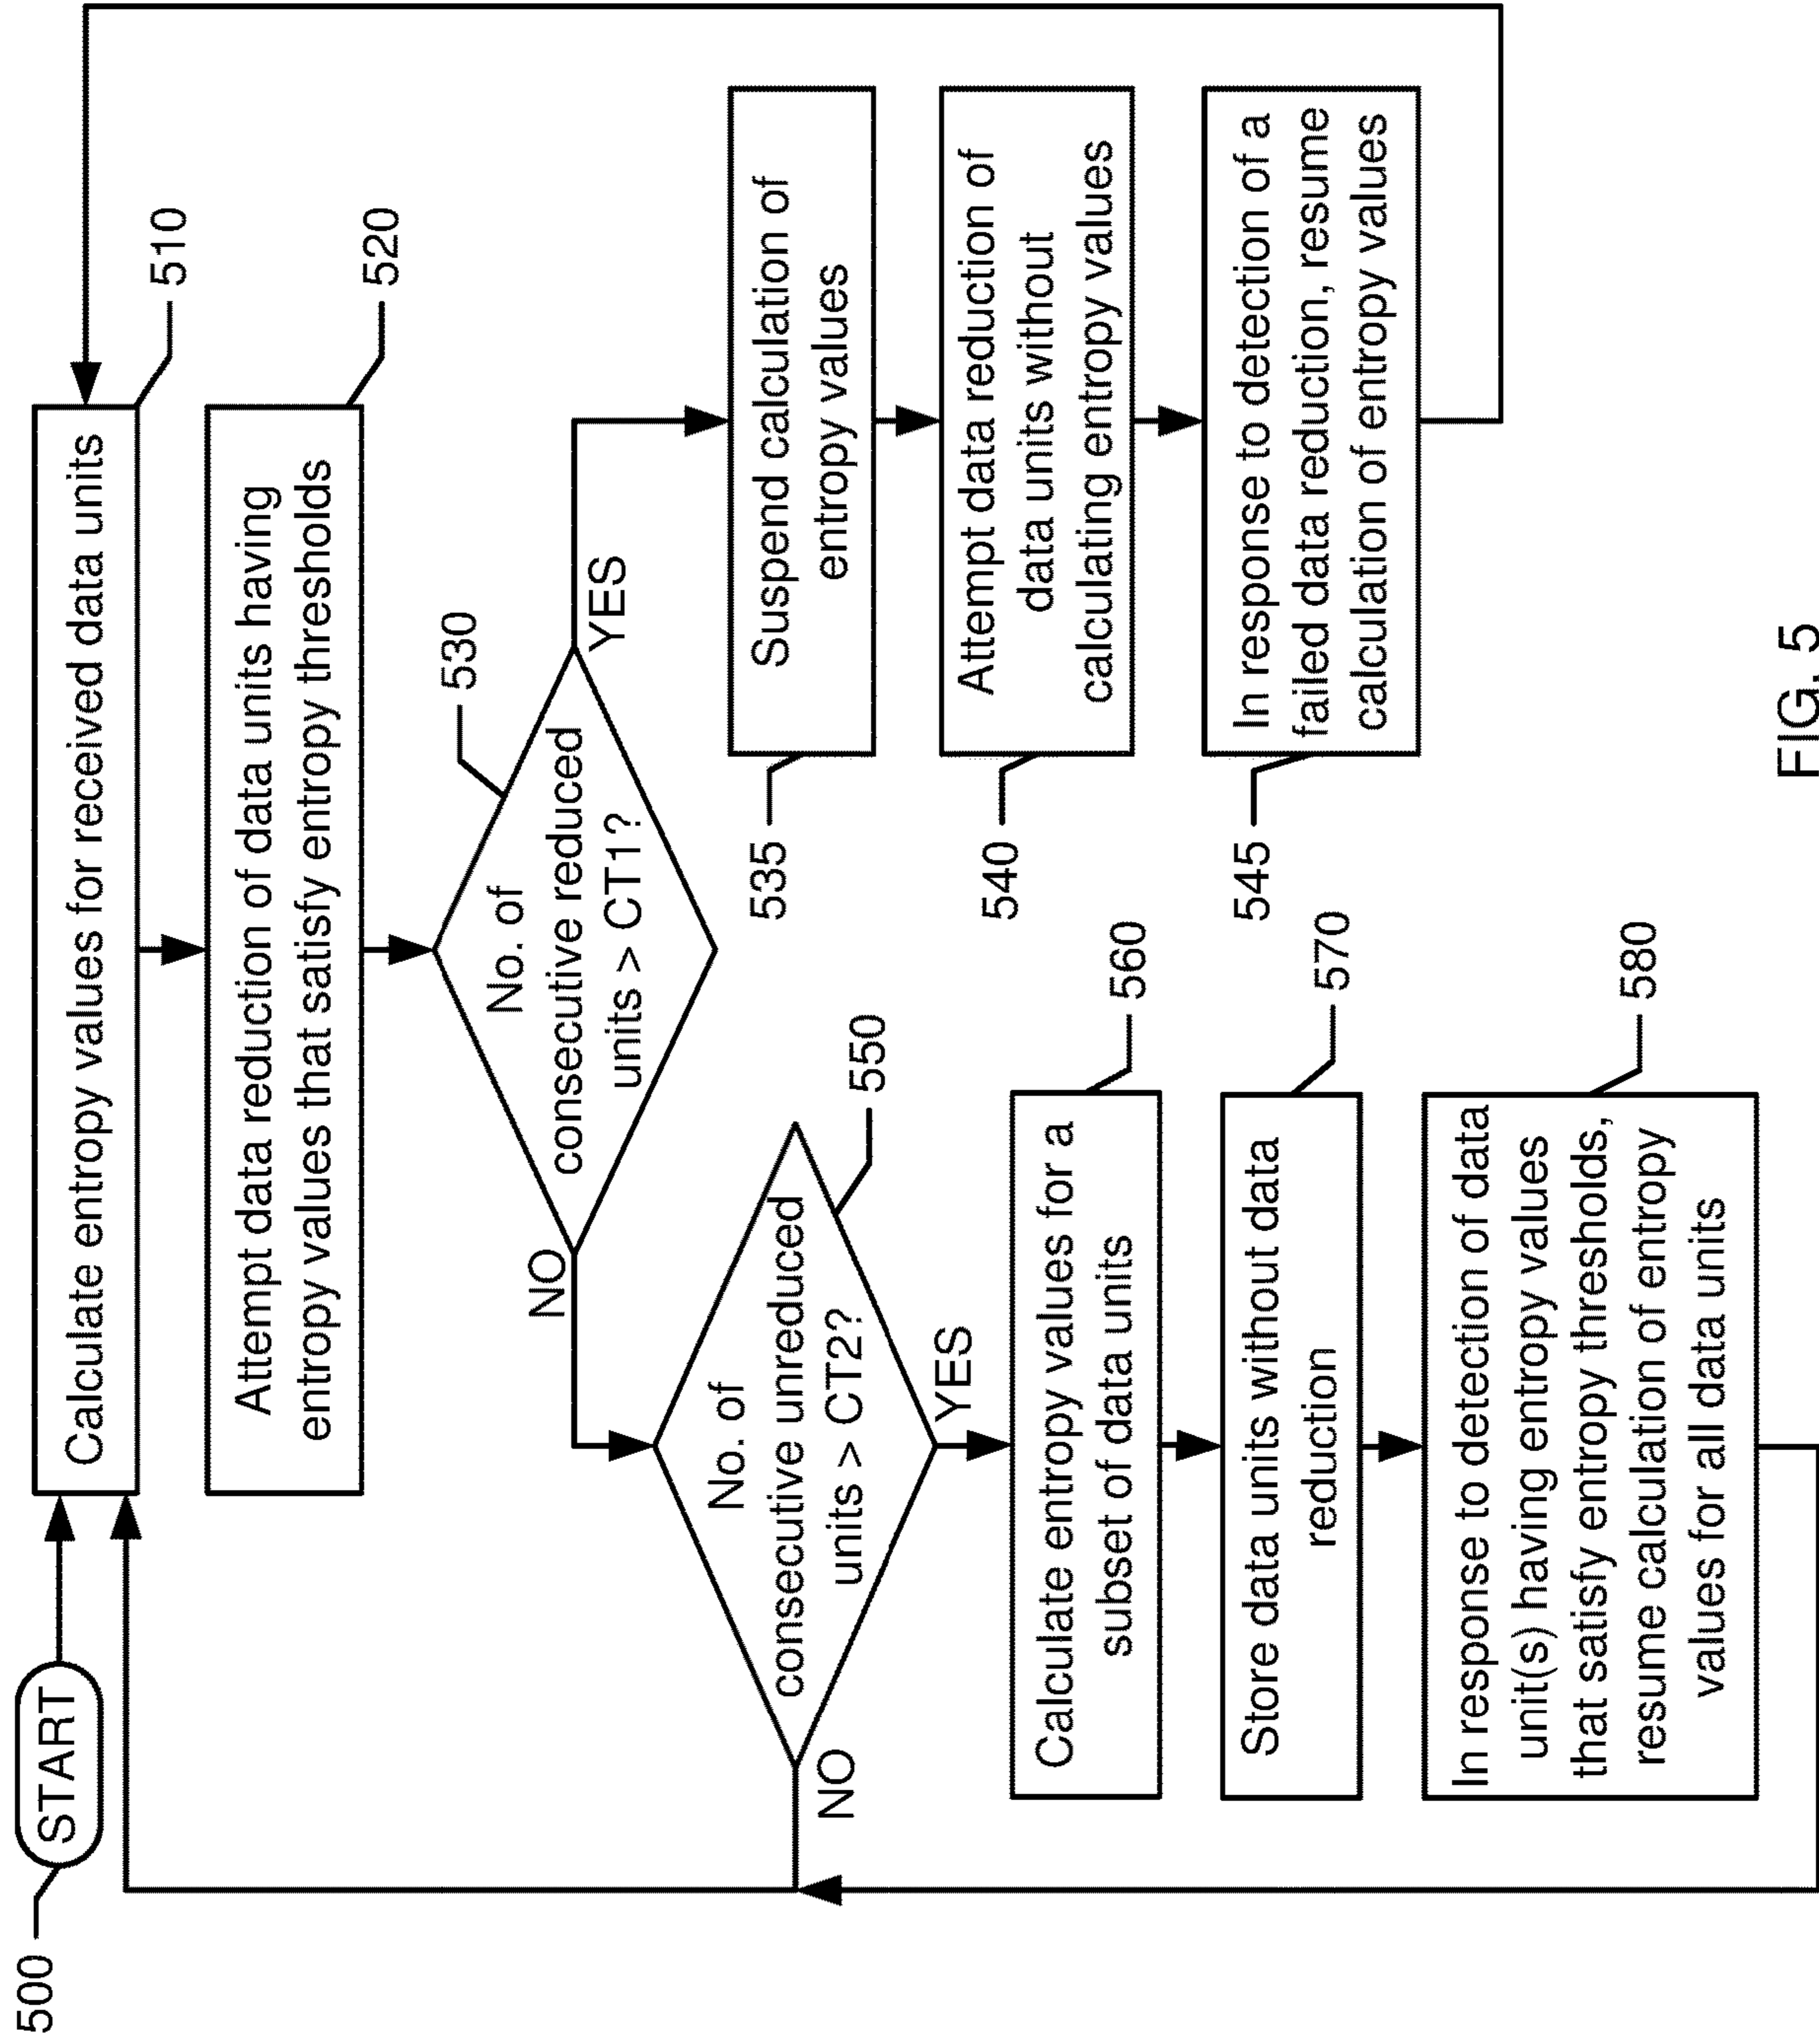 500
START
Calculate entropy values for received data units
510
Attempt data reduction of data units having
entropy values that satisfy entropy thresholds
520
No. of
consecutive reduced
units > CT1?
530
NO
YES
Suspend calculation of
entropy values
535
Attempt data reduction of
data units without
calculating entropy values
540
In response to detection of a
failed data reduction, resume
calculation of entropy values
545
No. of
consecutive unreduced
units > CT2?
550
NO
YES
Calculate entropy values for a
subset of data units
560
Store data units without data
reduction
570
In response to detection of data
unit(s) having entropy values
that satisfy entropy thresholds,
resume calculation of entropy
values for all data units
580
FIG. 5